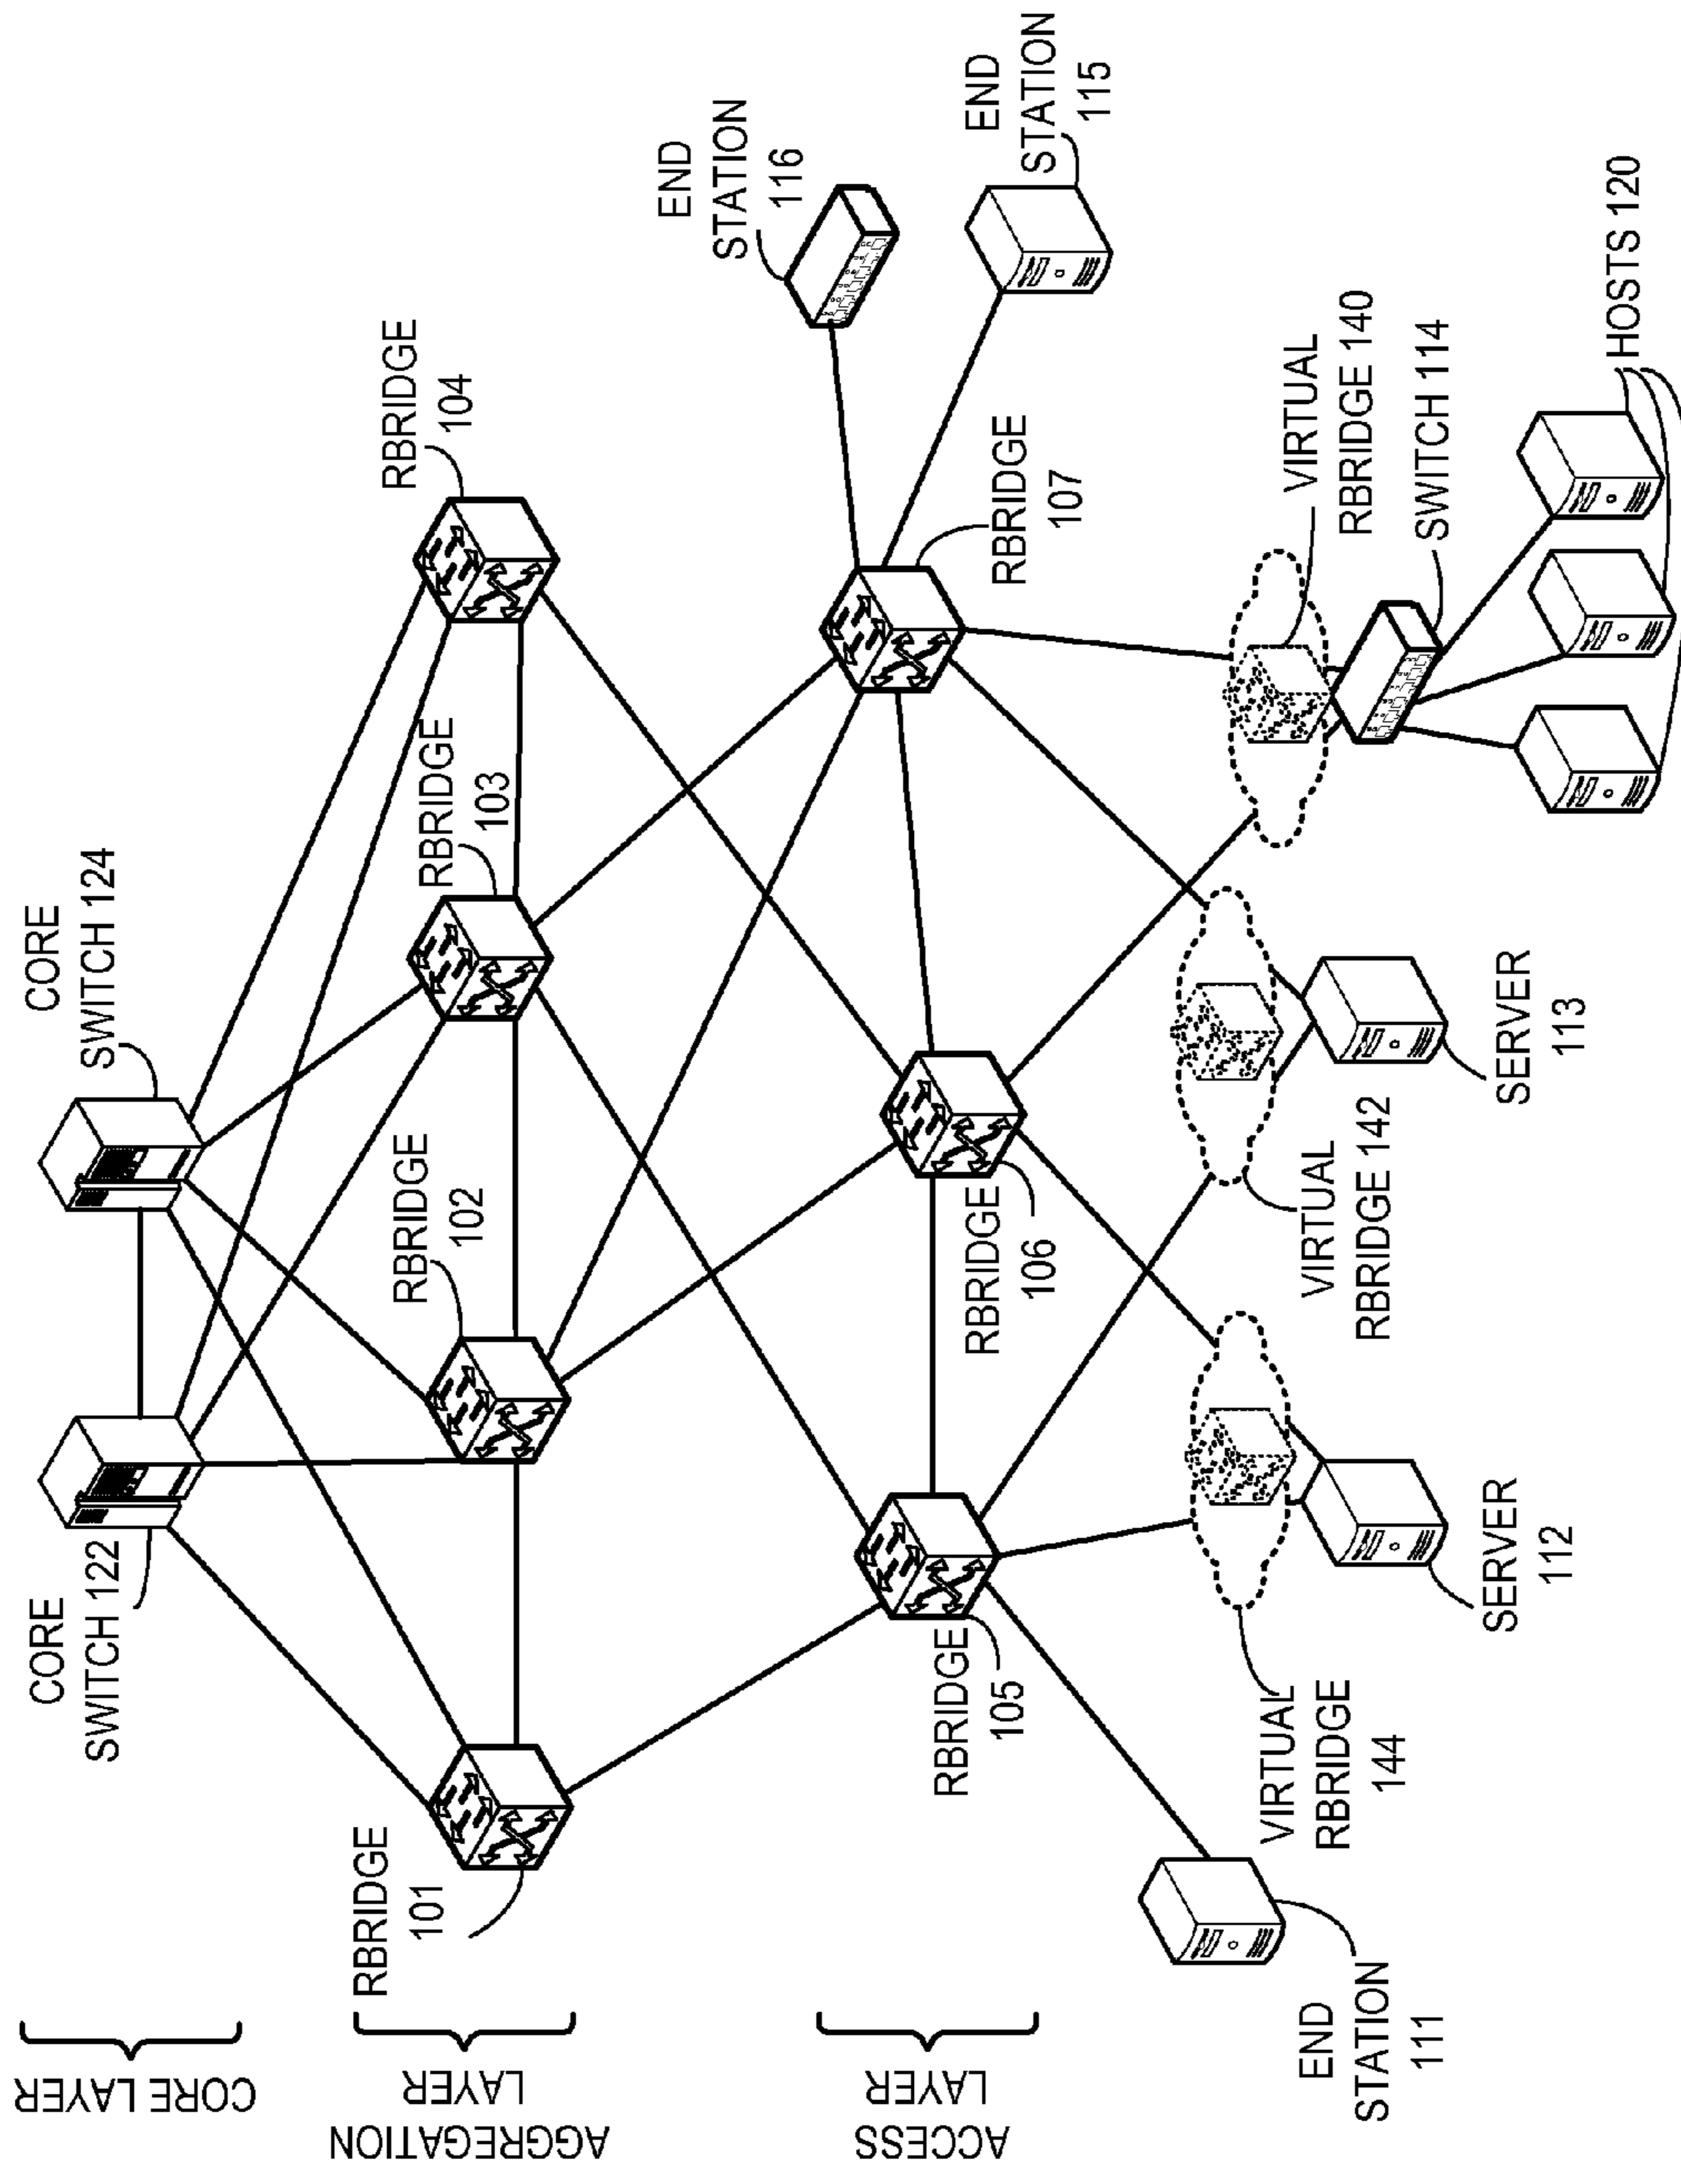 CORE LAYER
AGGREGATION
LAYER
ACCESS
LAYER
CORE
SWITCH 122
CORE
SWITCH 124
RBRIDGE
101
RBRIDGE
102
RBRIDGE
103
RBRIDGE
104
RBRIDGE
105
RBRIDGE
106
RBRIDGE
107
END
STATION
116
END
STATION
115
END
STATION
111
VIRTUAL
RBRIDGE
144
SERVER
112
VIRTUAL
RBRIDGE 142
SERVER
113
VIRTUAL
RBRIDGE 140
SWITCH 114
HOSTS 120